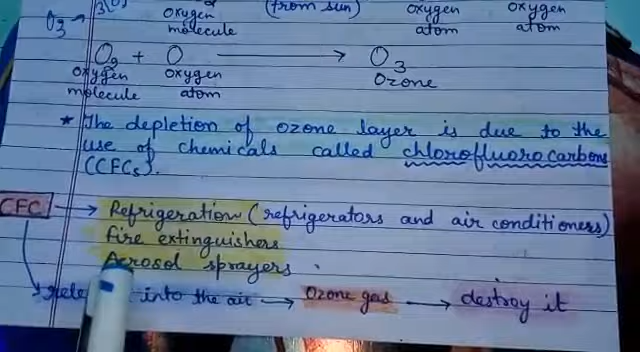 oxygen (from sun) oxygen oxygen
O3 molecule atom atom
O2 + O → O3
oxygen oxygen Ozone
molecule atom
* The depletion of ozone layer is due to the
use of chemicals called chlorofluorocarbons
(CFCs).
CFC → Refrigeration (refrigerators and air conditioners)
Fire extinguishers
Aerosol sprayers
into the air → Ozone gas → destroy it